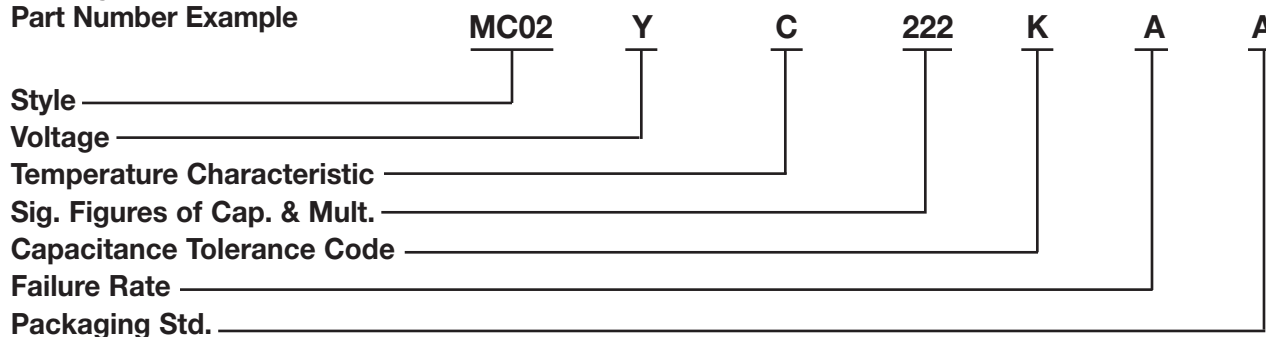 Part Number Example
MC02 Y C 222 K A A
Style
Voltage
Temperature Characteristic
Sig. Figures of Cap. & Mult.
Capacitance Tolerance Code
Failure Rate
Packaging Std.